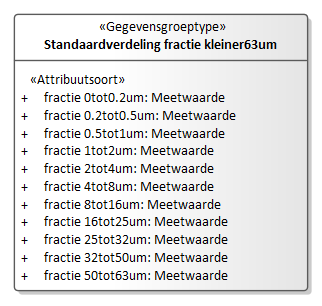 «Gegevensgroeptype»
Standaardverdeling fractie kleiner63um
«Attribuutsoort»
+ fractie 0tot0.2um: Meetwaarde
+ fractie 0.2tot0.5um: Meetwaarde
+ fractie 0.5tot1um: Meetwaarde
+ fractie 1tot2um: Meetwaarde
+ fractie 2tot4um: Meetwaarde
+ fractie 4tot8um: Meetwaarde
+ fractie 8tot16um: Meetwaarde
+ fractie 16tot25um: Meetwaarde
+ fractie 25tot32um: Meetwaarde
+ fractie 32tot50um: Meetwaarde
+ fractie 50tot63um: Meetwaarde